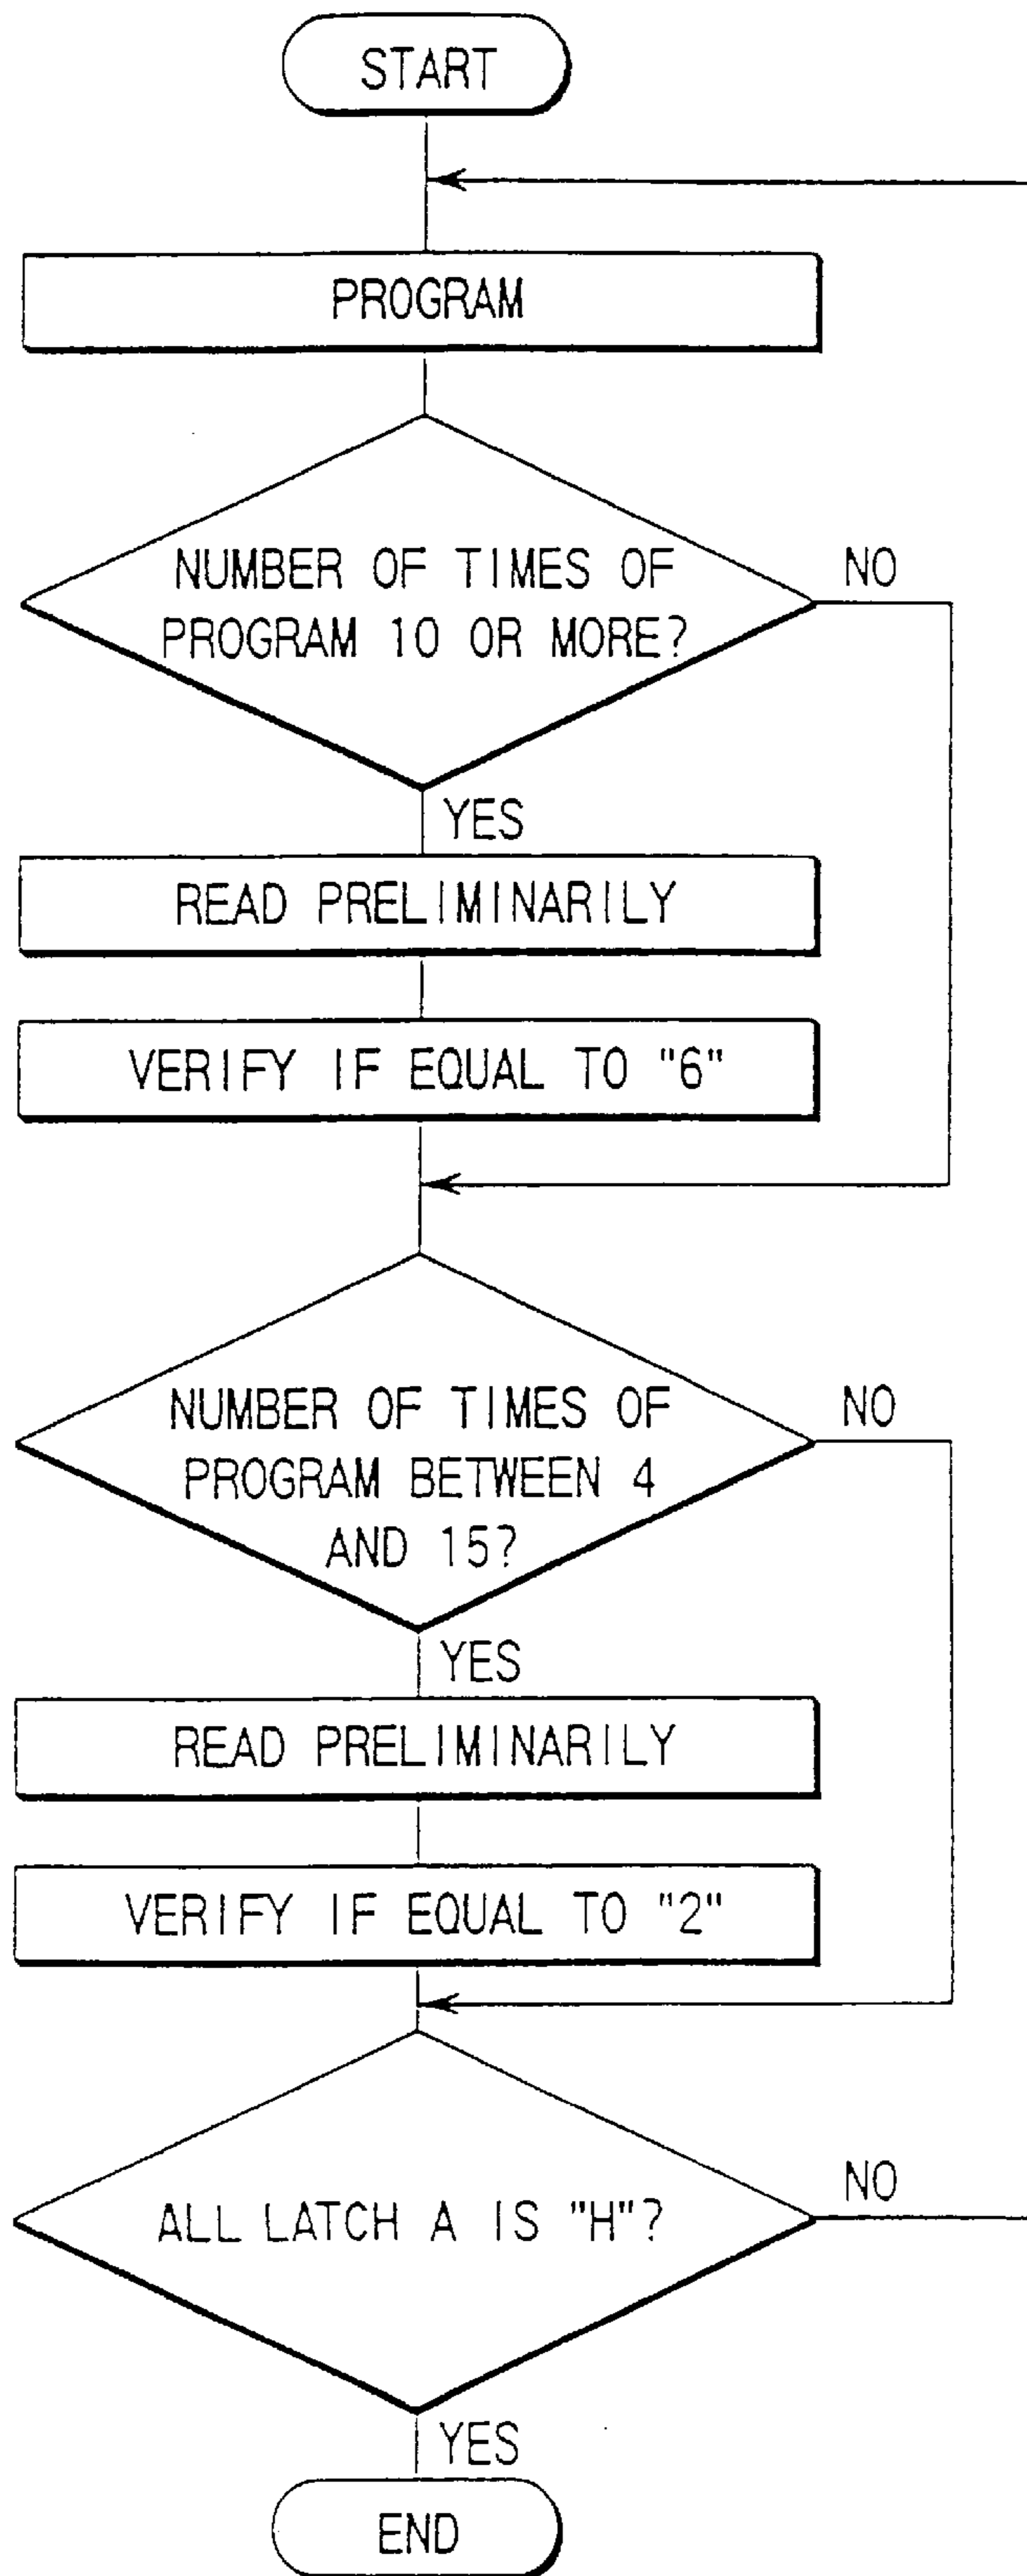 START
PROGRAM
NUMBER OF TIMES OF
PROGRAM 10 OR MORE?
NO
YES
READ PRELIMINARILY
VERIFY IF EQUAL TO "6"
NUMBER OF TIMES OF
PROGRAM BETWEEN 4
AND 15?
NO
YES
READ PRELIMINARILY
VERIFY IF EQUAL TO "2"
ALL LATCH A IS "H"?
NO
YES
END